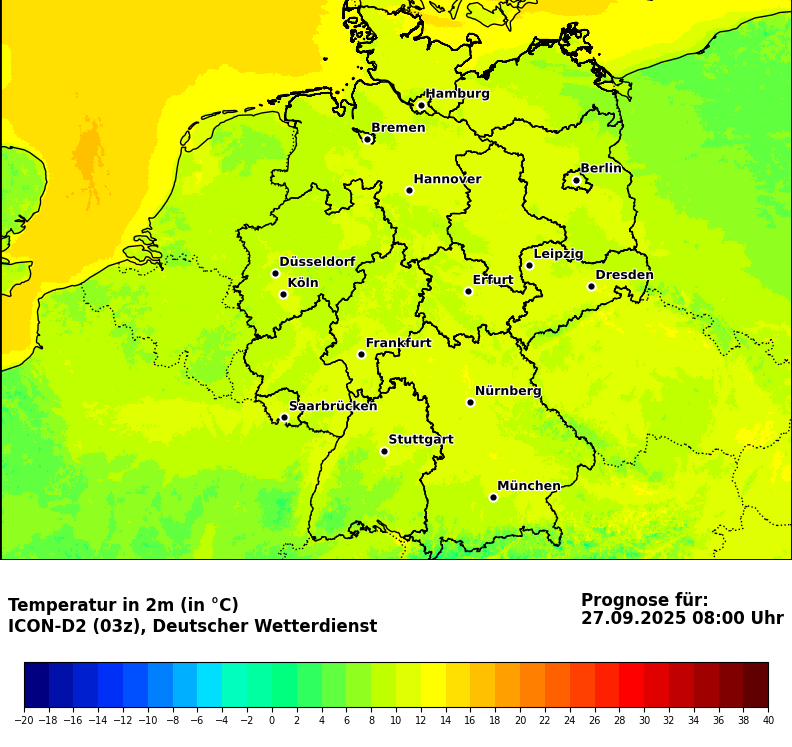 Hamburg
Bremen
Berlin
Hannover
Leipzig
Düsseldorf
Dresden
Köln
Erfurt
Frankfurt
Nürnberg
Saarbrücken
Stuttgart
München
Temperatur in 2m (in °C)
ICON-D2 (03z), Deutscher Wetterdienst
Prognose für:
27.09.2025 08:00 Uhr
−20 −18 −16 −14 −12 −10 −8 −6 −4 −2 0 2 4 6 8 10 12 14 16 18 20 22 24 26 28 30 32 34 36 38 40